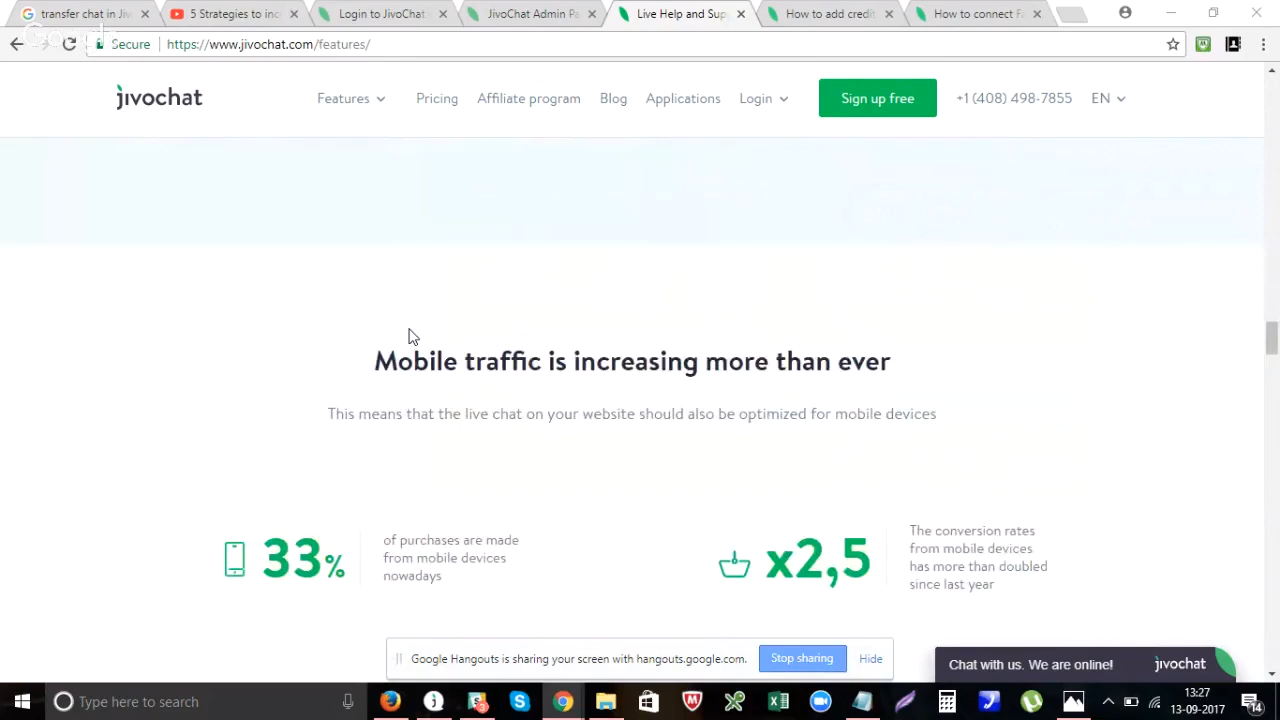 transfer chat in Jiv
5 Strategies to inc
Login to JivoChat
JivoChat Admin Pa
Live Help and Sup
How to add credit
How to connect Fa
Secure
https://www.jivochat.com/features/
jivochat
Features
Pricing
Affiliate program
Blog
Applications
Login
Sign up free
+1 (408) 498-7855
EN
Mobile traffic is increasing more than ever
This means that the live chat on your website should also be optimized for mobile devices
33%
of purchases are made
from mobile devices
nowadays
x2,5
The conversion rates
from mobile devices
has more than doubled
since last year
Google Hangouts is sharing your screen with hangouts.google.com.
Stop sharing
Hide
Chat with us. We are online!
jivochat
Type here to search
13:27
13-09-2017
14